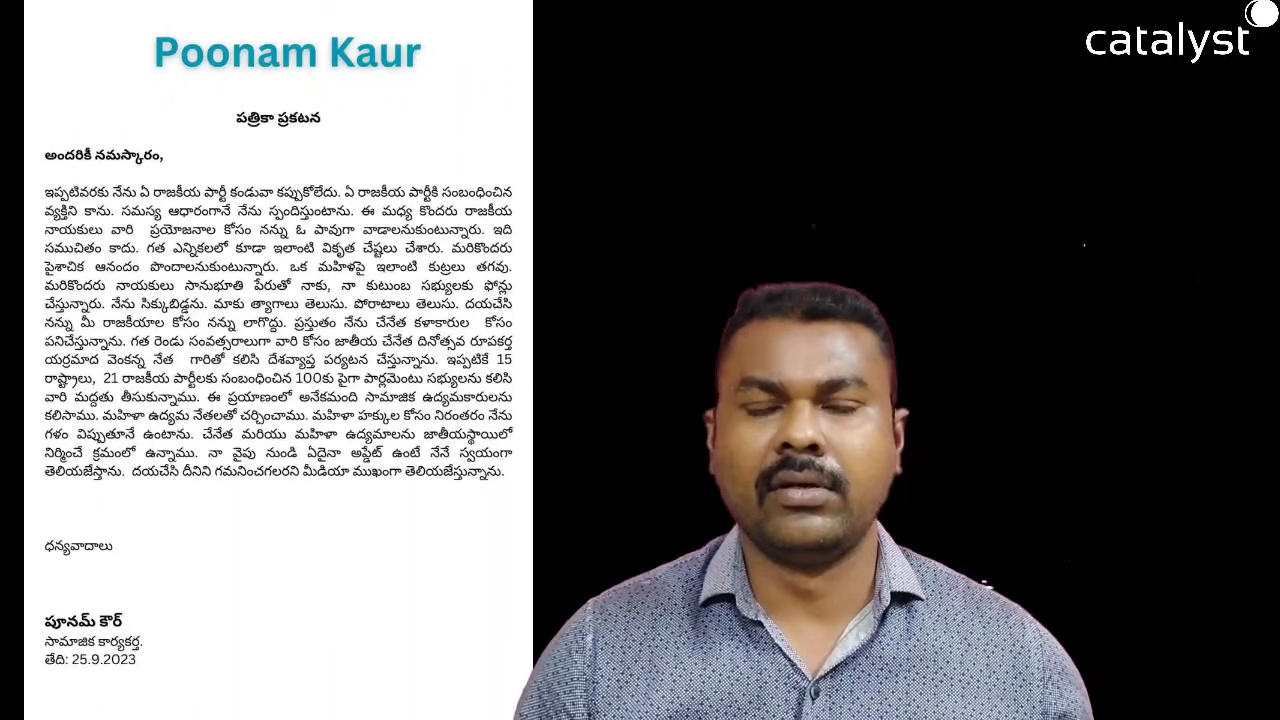 Poonam Kaur
catalyst
పత్రికా ప్రకటన
అందరికీ నమస్కారం,
ఇప్పటివరకు నేను ఏ రాజకీయ పార్టీ కండువా కప్పుకోలేదు. ఏ రాజకీయ పార్టీకి సంబంధించిన
వ్యక్తిని కాను. సమస్య ఆధారంగానే నేను స్పందిస్తుంటాను. ఈ మధ్య కొందరు రాజకీయ
నాయకులు వారి ప్రయోజనాల కోసం నన్ను ఓ పావుగా వాడాలనుకుంటున్నారు. ఇది
సముచితం కాదు. గత ఎన్నికలలో కూడా ఇలాంటి వికృత చేష్టలు చేశారు. మరికొందరు
పైశాచిక ఆనందం పొందాలనుకుంటున్నారు. ఒక మహిళపై ఇలాంటి కుట్రలు తగవు.
మరికొందరు నాయకులు సానుభూతి పేరుతో నాకు, నా కుటుంబ సభ్యులకు ఫోన్లు
చేస్తున్నారు. నేను సిక్కుబిడ్డను. మాకు త్యాగాలు తెలుసు. పోరాటాలు తెలుసు. దయచేసి
నన్ను మీ రాజకీయాల కోసం నన్ను లాగొద్దు. ప్రస్తుతం నేను చేనేత కళాకారుల కోసం
పనిచేస్తున్నాను. గత రెండు సంవత్సరాలుగా వారి కోసం జాతీయ చేనేత దినోత్సవ రూపకర్త
యర్రమాద వెంకన్న నేత గారితో కలిసి దేశవ్యాప్త పర్యటన చేస్తున్నాను. ఇప్పటికే 15
రాష్ట్రాలు, 21 రాజకీయ పార్టీలకు సంబంధించిన 100కు పైగా పార్లమెంటు సభ్యులను కలిసి
వారి మద్దతు తీసుకున్నాము. ఈ ప్రయాణంలో అనేకమంది సామాజిక ఉద్యమకారులను
కలిసాము. మహిళా ఉద్యమ నేతలతో చర్చించాము. మహిళా హక్కుల కోసం నిరంతరం నేను
గళం విప్పుతూనే ఉంటాను. చేనేత మరియు మహిళా ఉద్యమాలను జాతీయస్థాయిలో
నిర్మించే క్రమంలో ఉన్నాము. నా వైపు నుండి ఏదైనా అప్డేట్ ఉంటే నేనే స్వయంగా
తెలియజేస్తాను. దయచేసి దీనిని గమనించగలరని మీడియా ముఖంగా తెలియజేస్తున్నాను.
ధన్యవాదాలు
పూనమ్ కౌర్
సామాజిక కార్యకర్త.
తేది: 25.9.2023